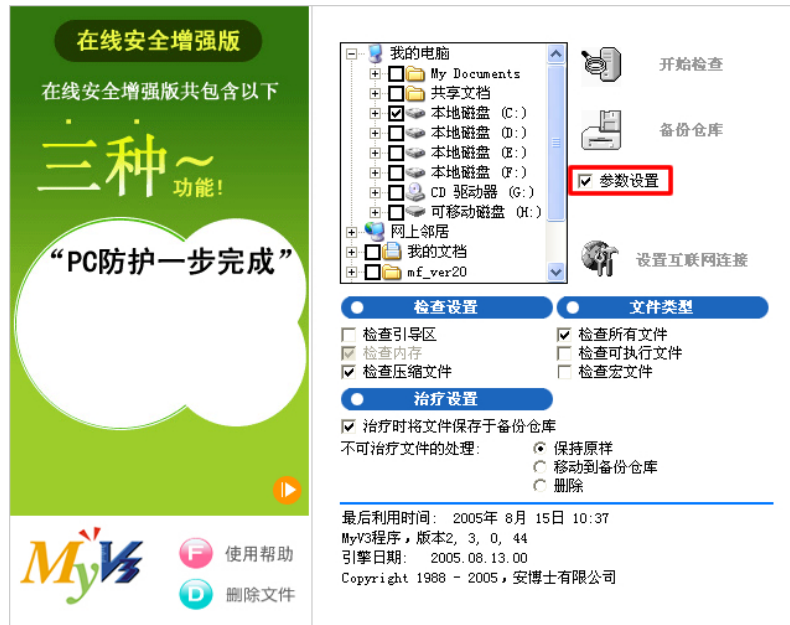 在线安全增强版
在线安全增强版共包含以下
三种~
功能!
“PC防护一步完成”
MyV3
F 使用帮助
D 删除文件
我的电脑
My Documents
共享文档
本地磁盘 (C:)
本地磁盘 (D:)
本地磁盘 (E:)
本地磁盘 (F:)
CD 驱动器 (G:)
可移动磁盘 (H:)
网上邻居
我的文档
mf_ver20
开始检查
备份仓库
参数设置
设置互联网连接
检查设置
检查引导区
检查内存
检查压缩文件
文件类型
检查所有文件
检查可执行文件
检查宏文件
治疗设置
治疗时将文件保存于备份仓库
不可治疗文件的处理: 保持原样
移动到备份仓库
删除
最后利用时间: 2005年 8月 15日 10:37
MyV3程序，版本2, 3, 0, 44
引擎日期: 2005.08.13.00
Copyright 1988 - 2005，安博士有限公司